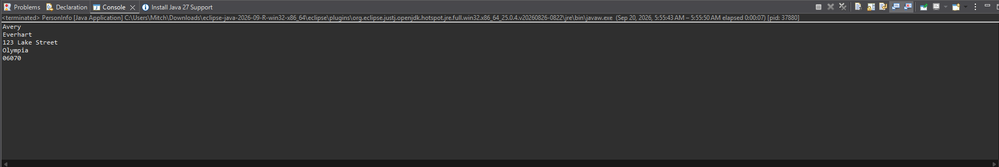 Problems Declaration Console Install Java 27 Support
<terminated> PersonInfo [Java Application] C:\Users\Mitch\Downloads\eclipse-java-2026-09-R-win32-x86_64\eclipse\plugins\org.eclipse.justj.openjdk.hotspot.jre.full.win32.x86_64_25.0.4.v20260826-0822\jre\bin\javaw.exe (Sep 20, 2026, 5:55:43 AM – 5:55:50 AM elapsed 0:00:07) [pid: 37880]
Avery
Everhart
123 Lake Street
Olympia
06070